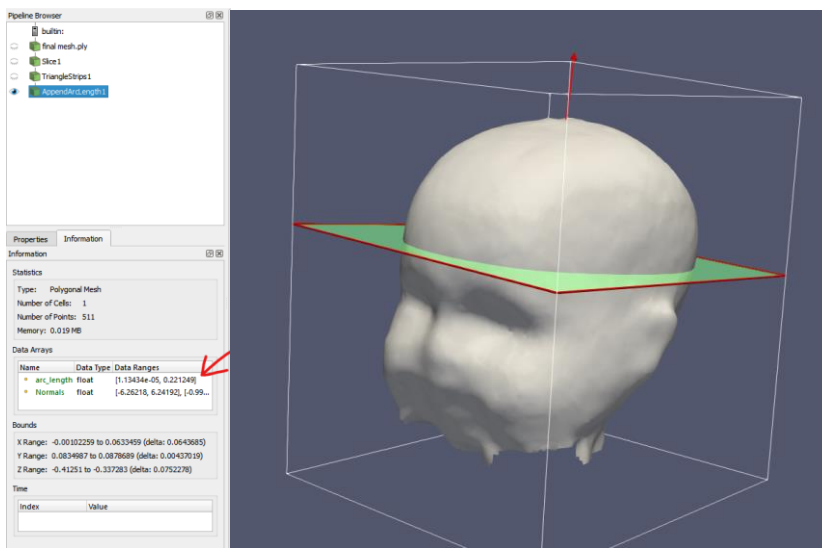 Pipeline Browser
builtin:
final mesh.ply
Slice1
TriangleStrips1
AppendArcLength1
Properties Information
Information
Statistics
Type: Polygonal Mesh
Number of Cells: 1
Number of Points: 511
Memory: 0.019 MB
Data Arrays
Name Data Type Data Ranges
arc_length float [1.13434e-05, 0.221249]
Normals float [-6.26218, 6.24192], [-0.99...
Bounds
X Range: -0.00102259 to 0.0633459 (delta: 0.0643685)
Y Range: 0.0834987 to 0.0878689 (delta: 0.00437019)
Z Range: -0.41251 to -0.337283 (delta: 0.0752278)
Time
Index Value